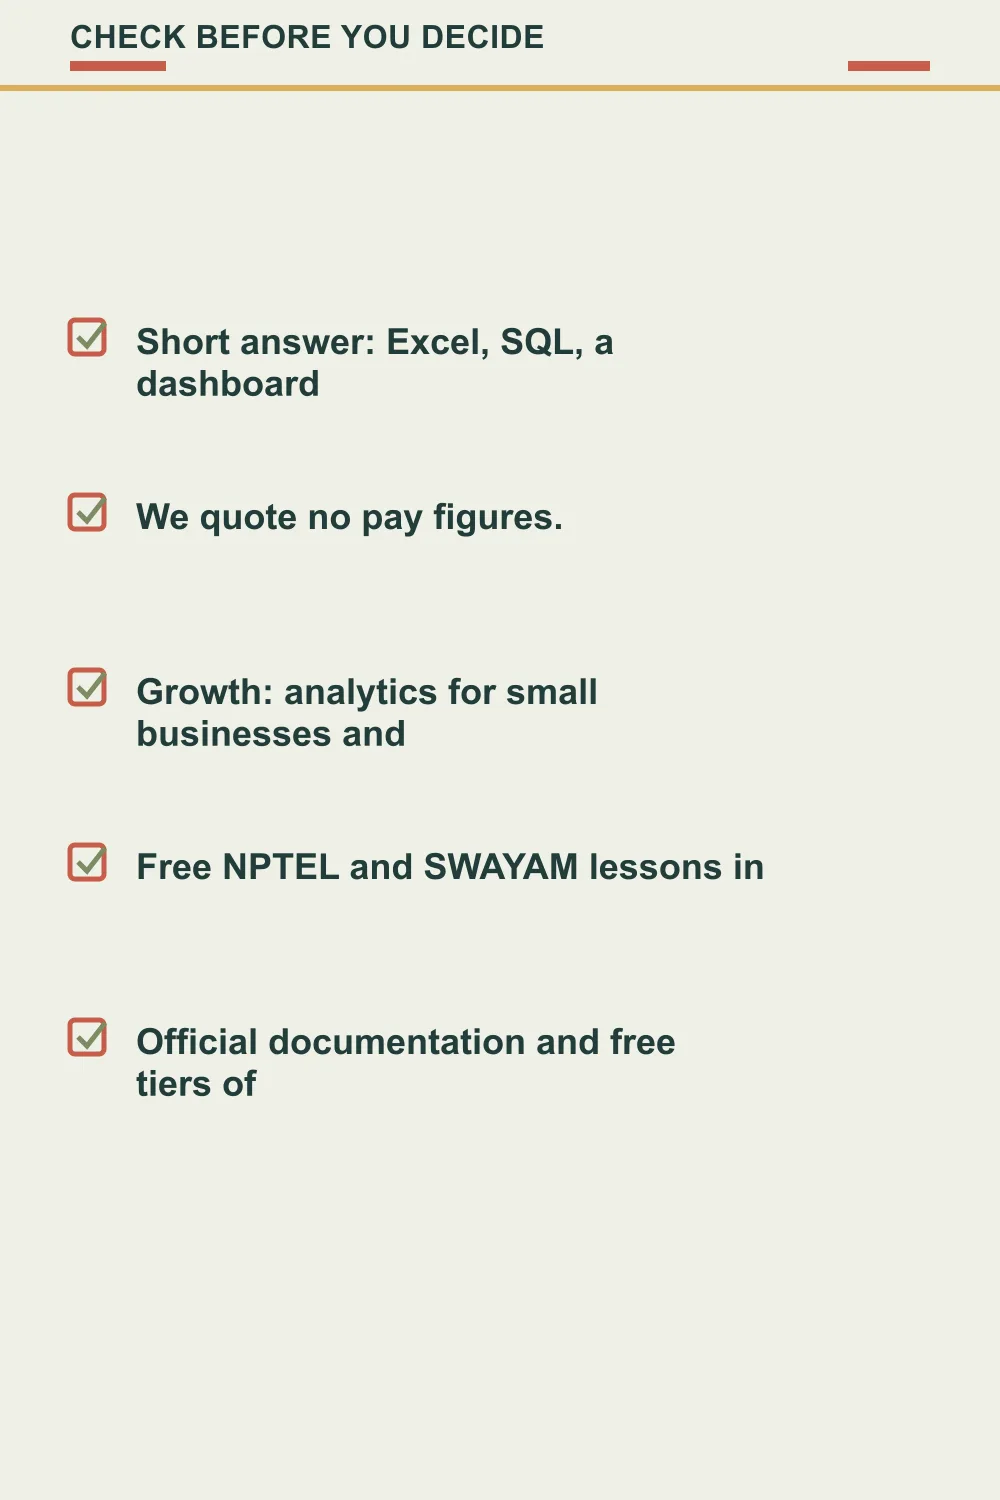 CHECK BEFORE YOU DECIDE
Short answer: Excel, SQL, a
dashboard
We quote no pay figures.
Growth: analytics for small
businesses and
Free NPTEL and SWAYAM lessons in
Official documentation and free
tiers of